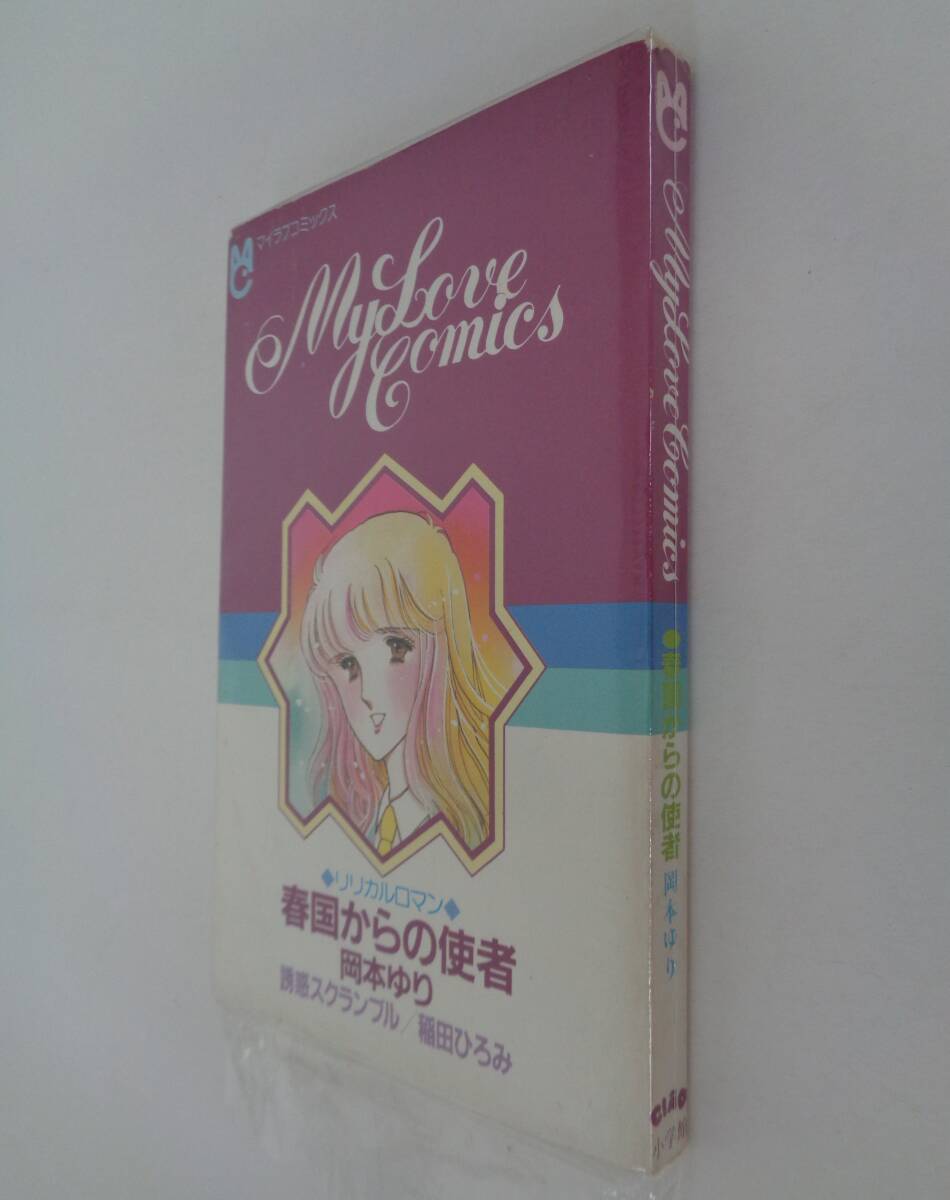 マイラブコミックス
My Love
Comics
◆リリカルロマン◆
春国からの使者
岡本ゆり
誘惑スクランブル/稲田ひろみ
My Love Comics
●春国からの使者
岡本ゆり
CIAO
小学館